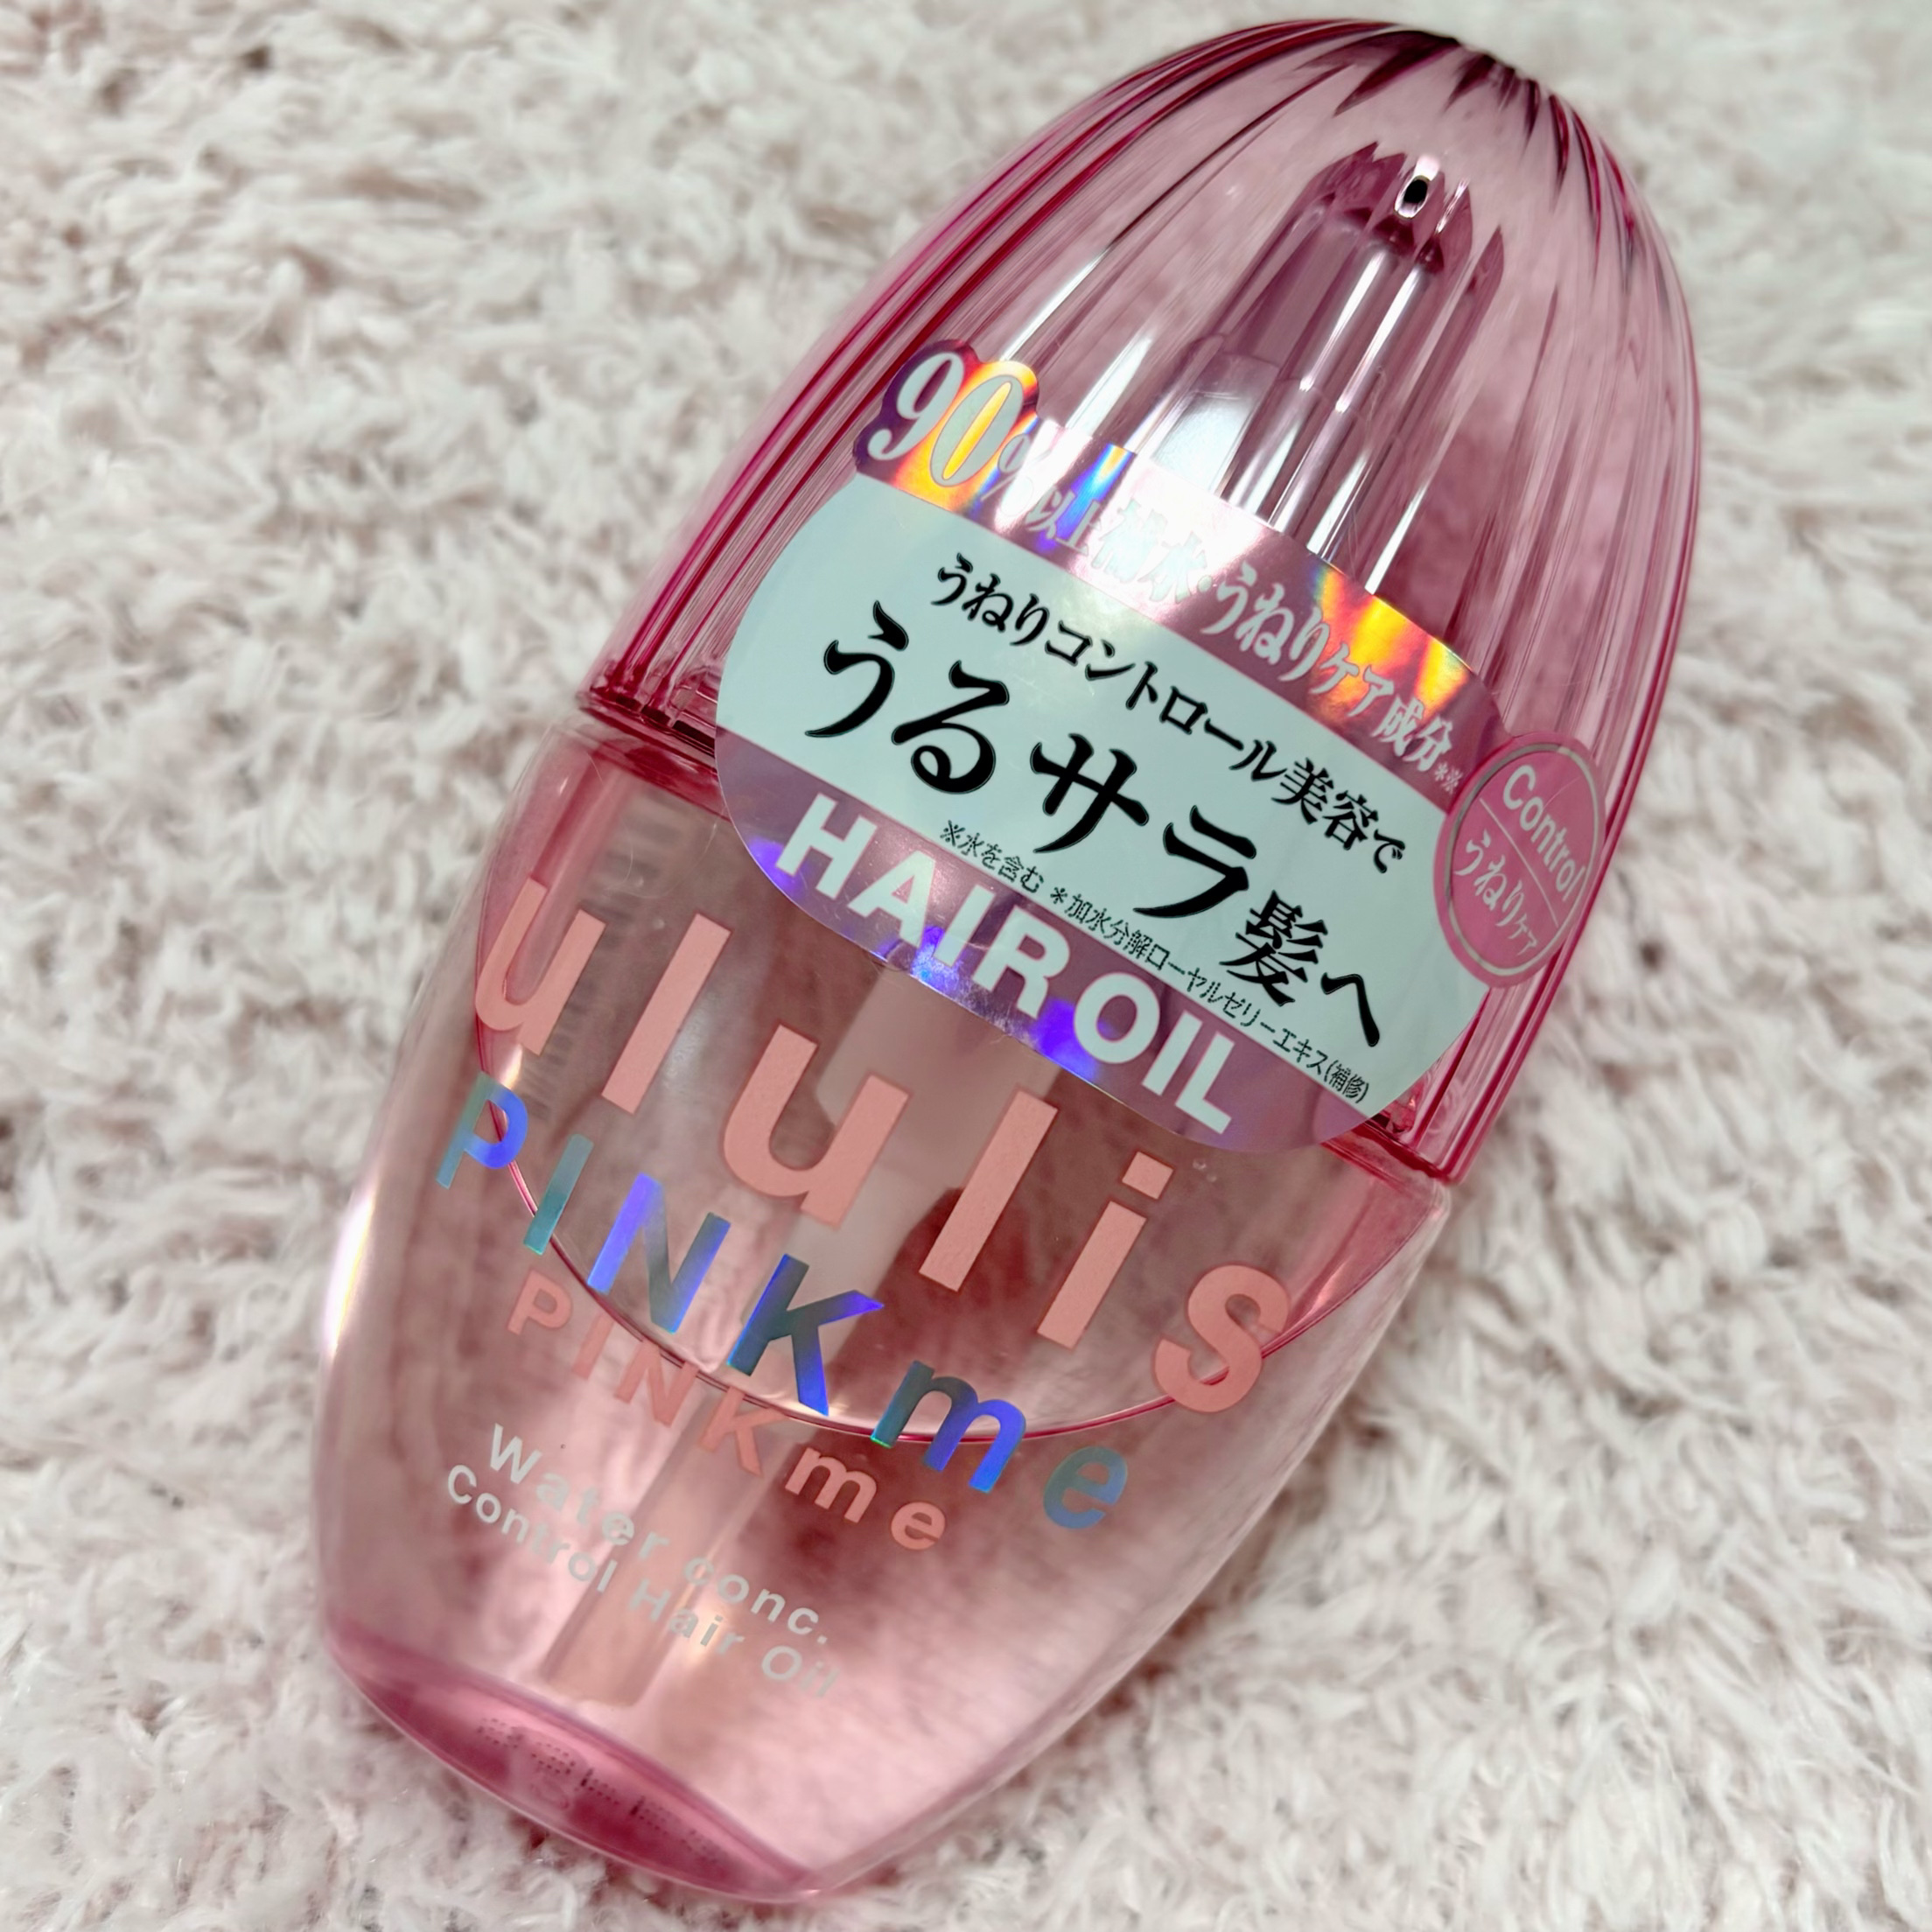 90%以上補水・うねりケア成分*※
うねりコントロール美容で
うるサラ髪へ
※水を含む *加水分解ローヤルゼリーエキス(補修)
HAIR OIL
Control
うねりケア
ululis
PINKme
PINKme
Water conc.
Control Hair Oil